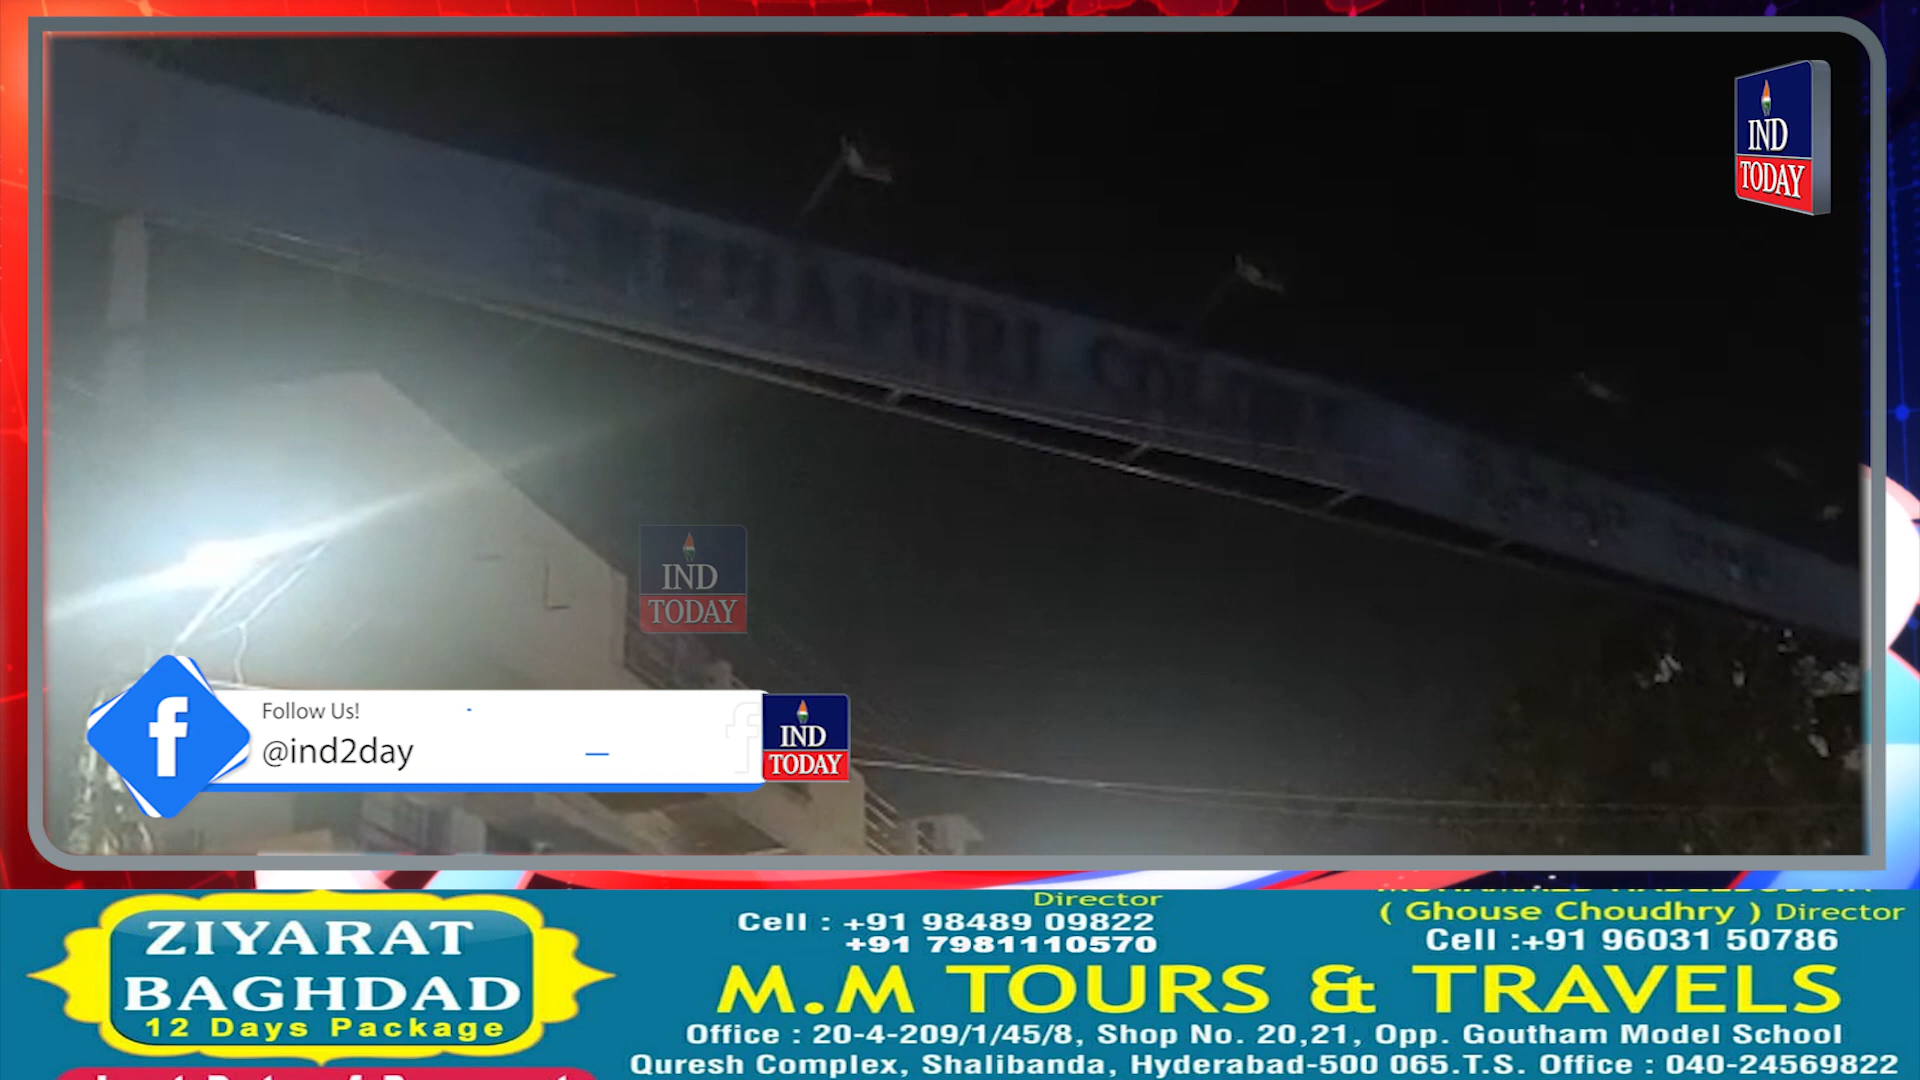 IND
TODAY
IND
TODAY
Follow Us!
@ind2day
IND
TODAY
ZIYARAT
BAGHDAD
12 Days Package
Director
Cell : +91 98489 09822
+91 7981110570
( Ghouse Choudhry ) Director
Cell :+91 96031 50786
M.M TOURS & TRAVELS
Office : 20-4-209/1/45/8, Shop No. 20,21, Opp. Goutham Model School
Quresh Complex, Shalibanda, Hyderabad-500 065.T.S. Office : 040-24569822